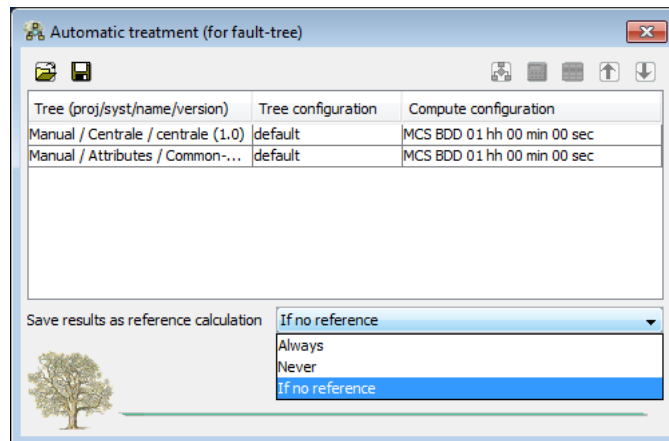 Automatic treatment (for fault-tree)
Tree (proj/syst/name/version) Tree configuration Compute configuration
Manual / Centrale / centrale (1.0) default MCS BDD 01 hh 00 min 00 sec
Manual / Attributes / Common-... default MCS BDD 01 hh 00 min 00 sec
Save results as reference calculation If no reference
Always
Never
If no reference